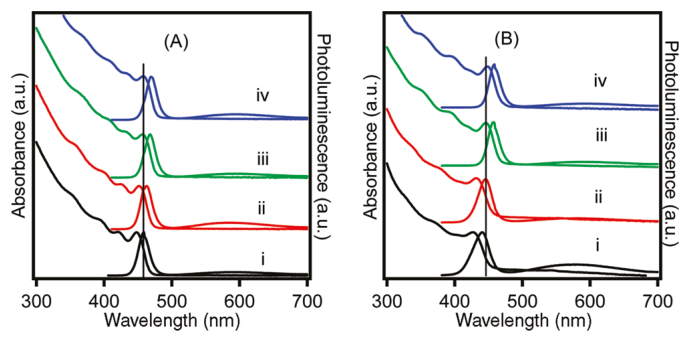 (A)
Absorbance (a.u.)
Photoluminescence (a.u.)
iv
iii
ii
i
300 400 500 600 700
Wavelength (nm)
(B)
Absorbance (a.u.)
Photoluminescence (a.u.)
iv
iii
ii
i
300 400 500 600 700
Wavelength (nm)